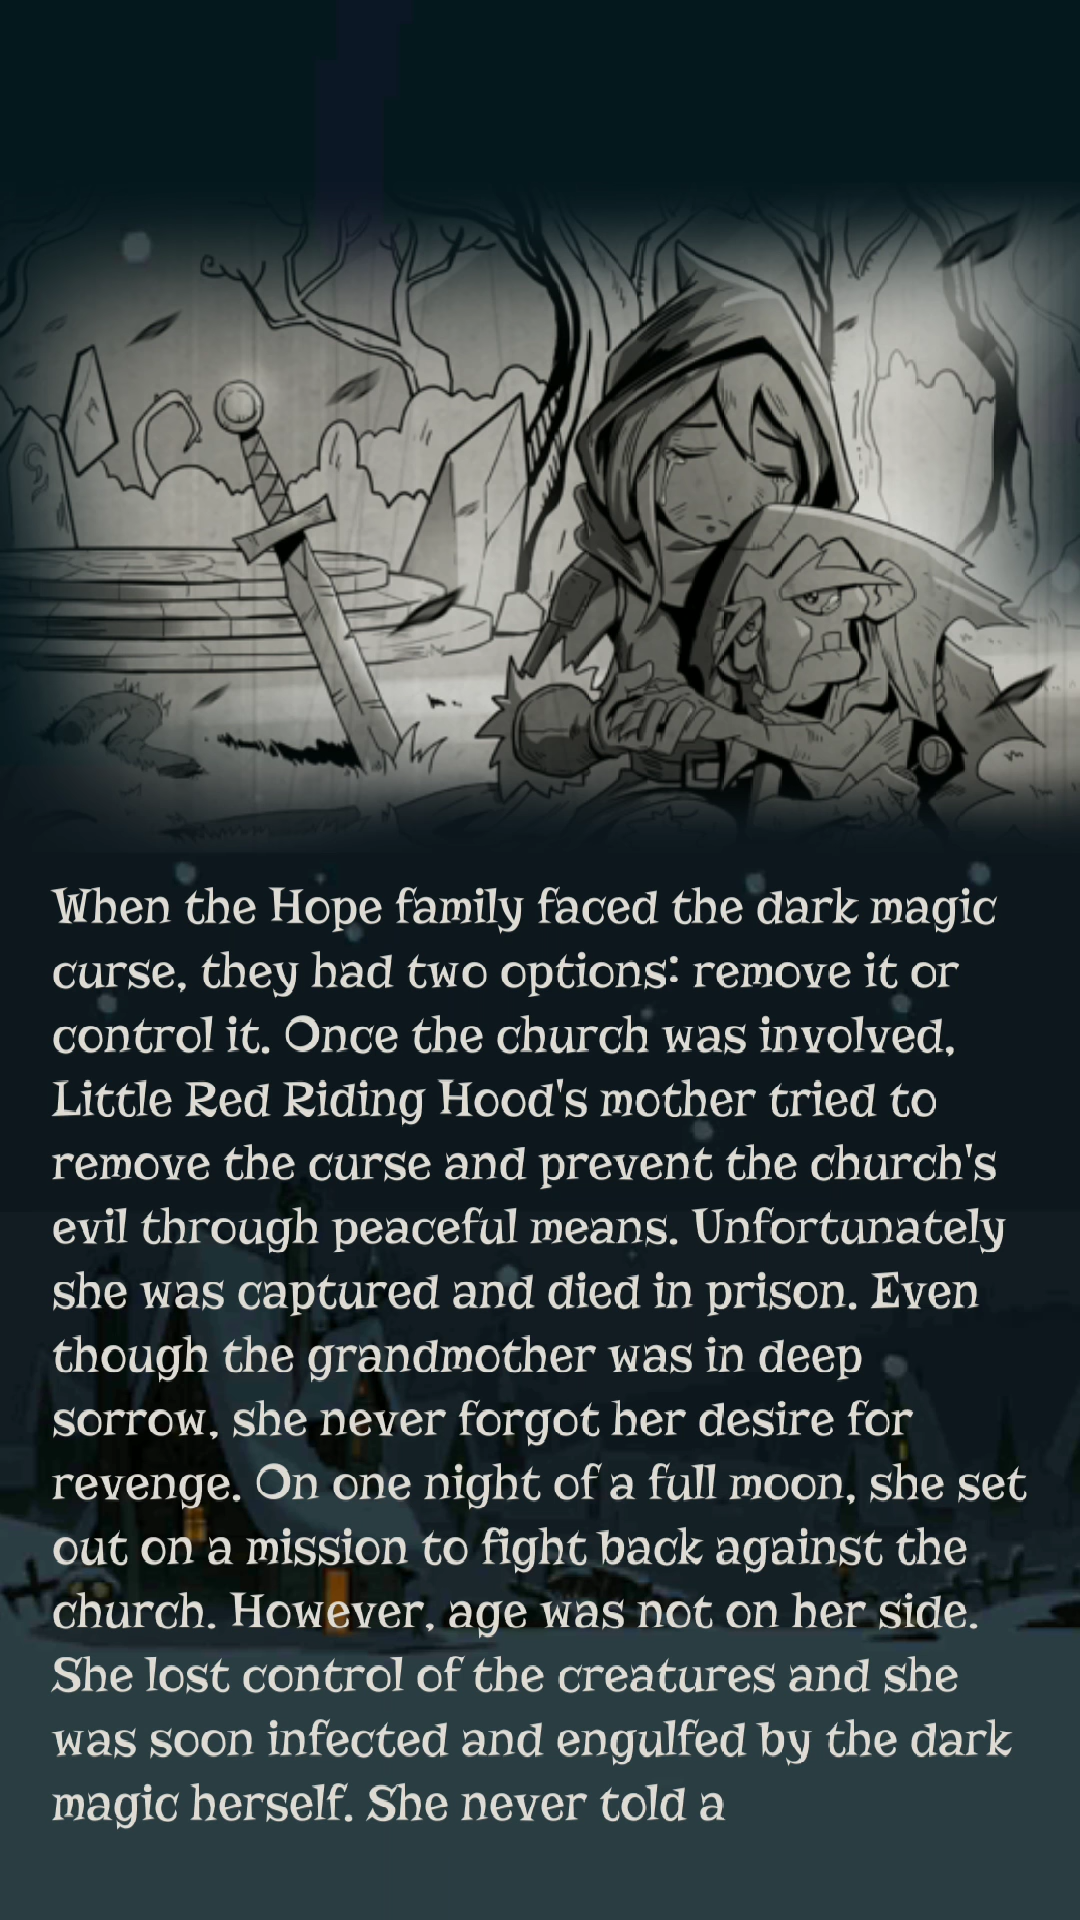 When the Hope family faced the dark magic
curse, they had two options: remove it or
control it. Once the church was involved,
Little Red Riding Hood's mother tried to
remove the curse and prevent the church's
evil through peaceful means. Unfortunately
she was captured and died in prison. Even
though the grandmother was in deep
sorrow, she never forgot her desire for
revenge. On one night of a full moon, she set
out on a mission to fight back against the
church. However, age was not on her side.
She lost control of the creatures and she
was soon infected and engulfed by the dark
magic herself. She never told a